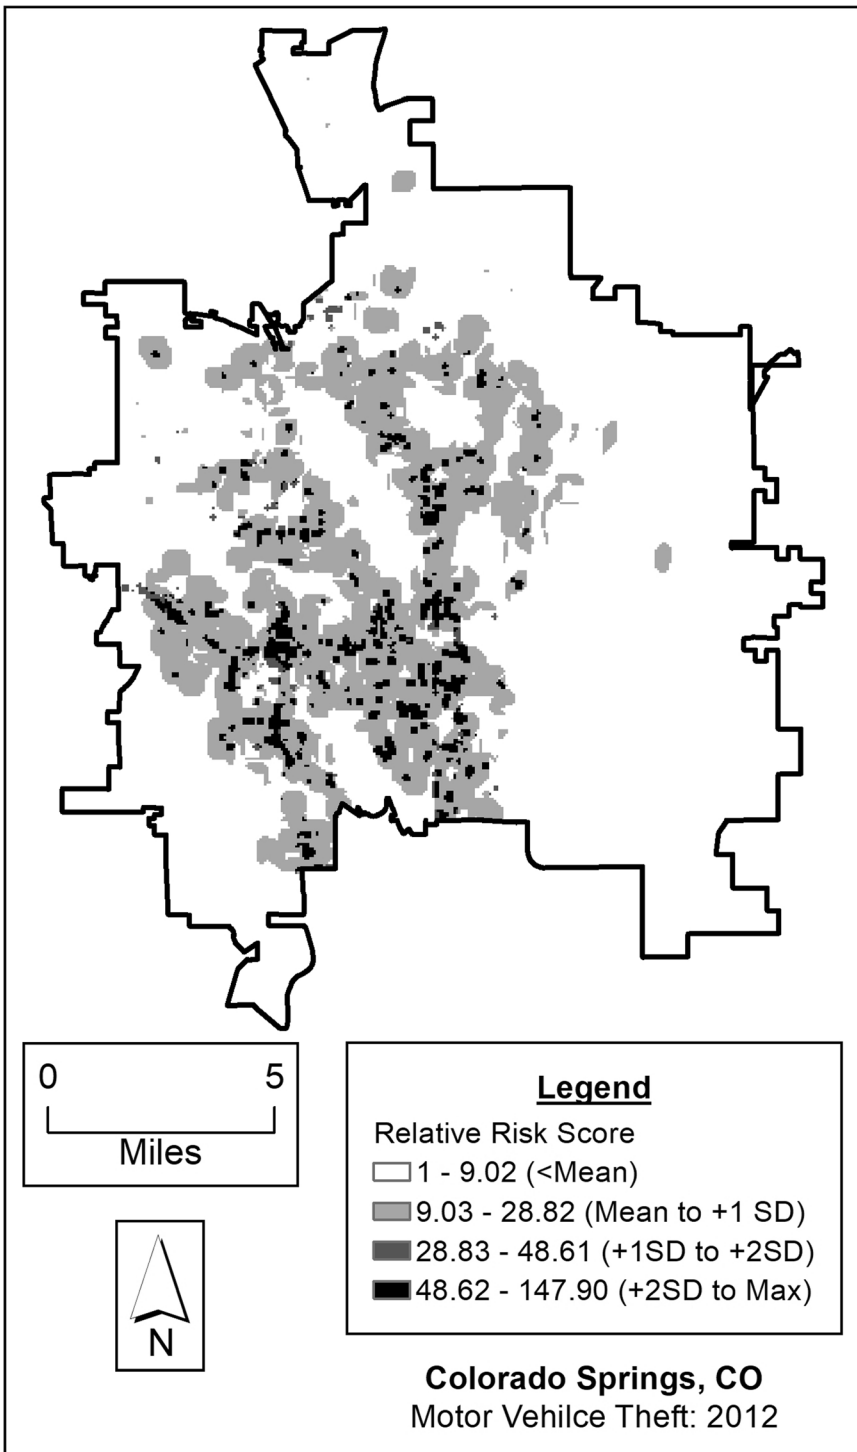 0 5
Miles
N
Legend
Relative Risk Score
1 - 9.02 (<Mean)
9.03 - 28.82 (Mean to +1 SD)
28.83 - 48.61 (+1SD to +2SD)
48.62 - 147.90 (+2SD to Max)
Colorado Springs, CO
Motor Vehilce Theft: 2012